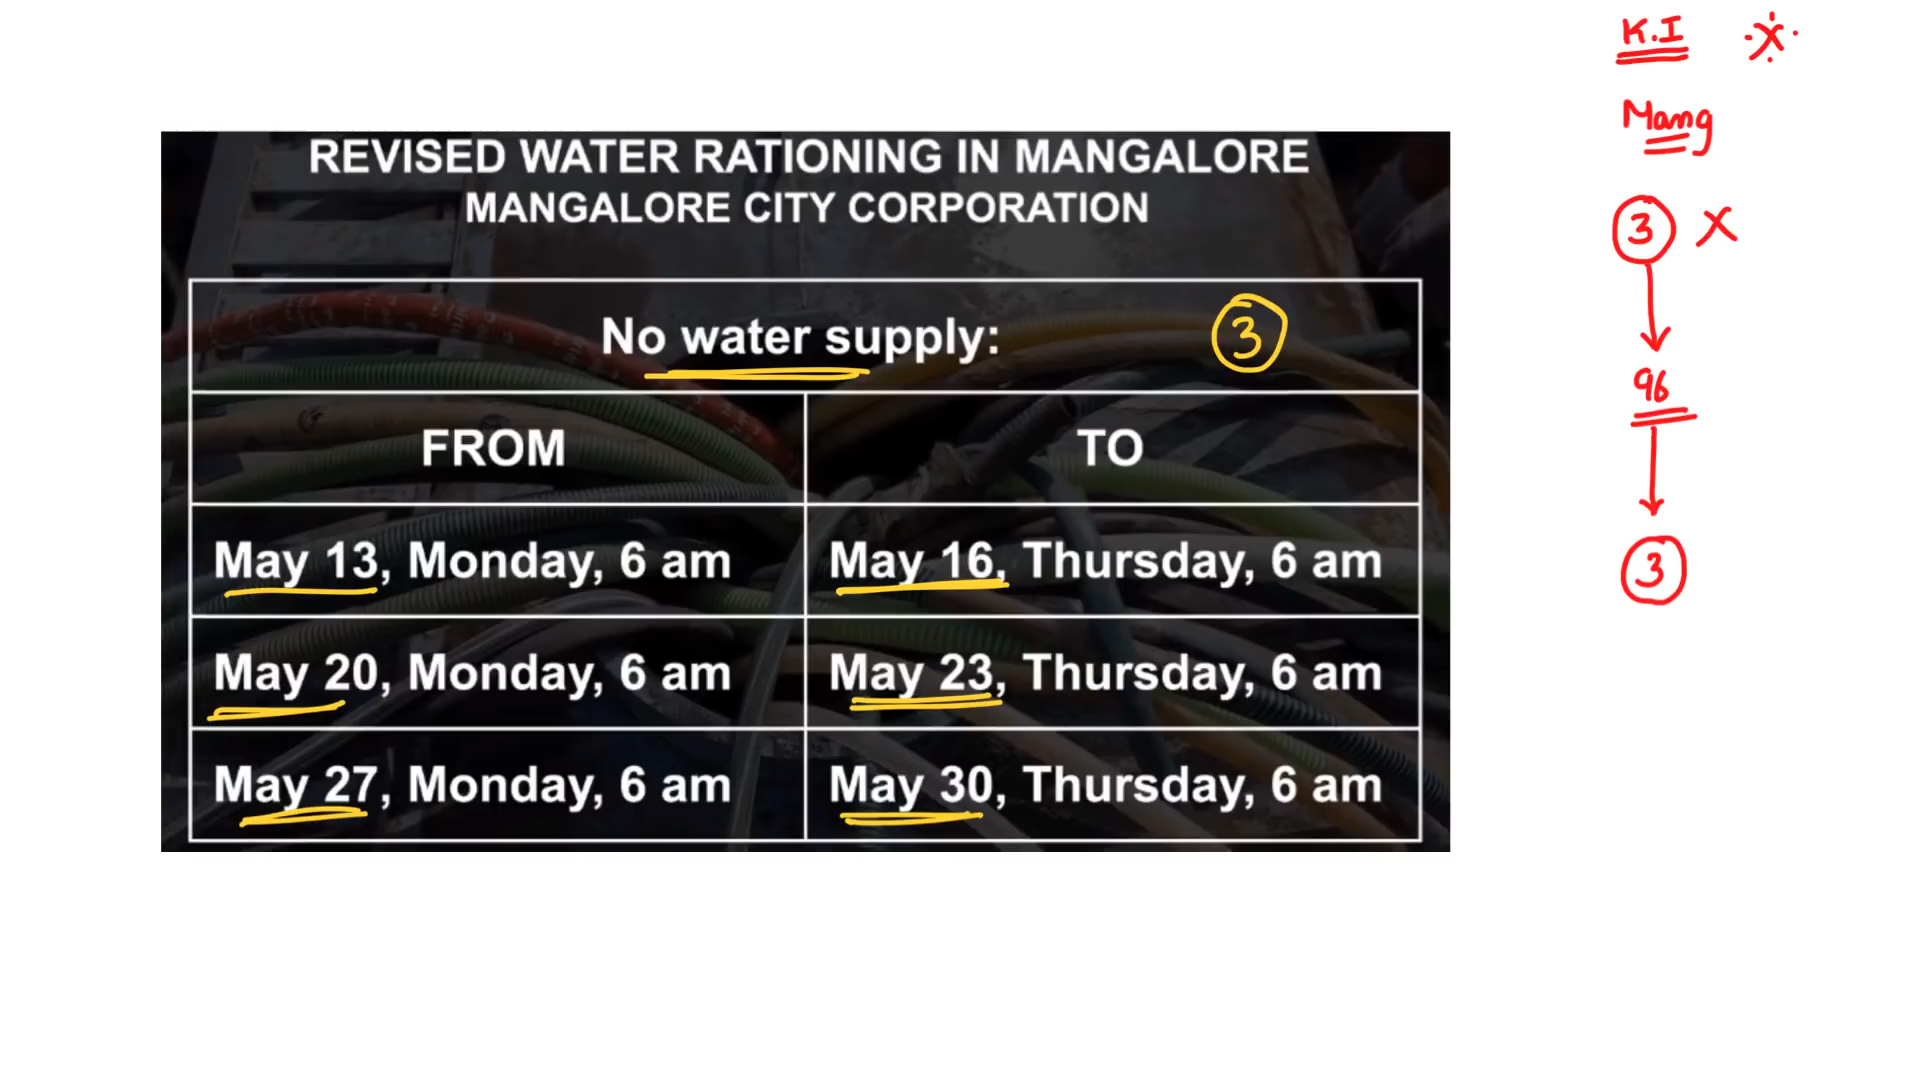 K.I X
Mang
REVISED WATER RATIONING IN MANGALORE
MANGALORE CITY CORPORATION
3 X
No water supply: 3
96
FROM TO
May 13, Monday, 6 am May 16, Thursday, 6 am
3
May 20, Monday, 6 am May 23, Thursday, 6 am
May 27, Monday, 6 am May 30, Thursday, 6 am